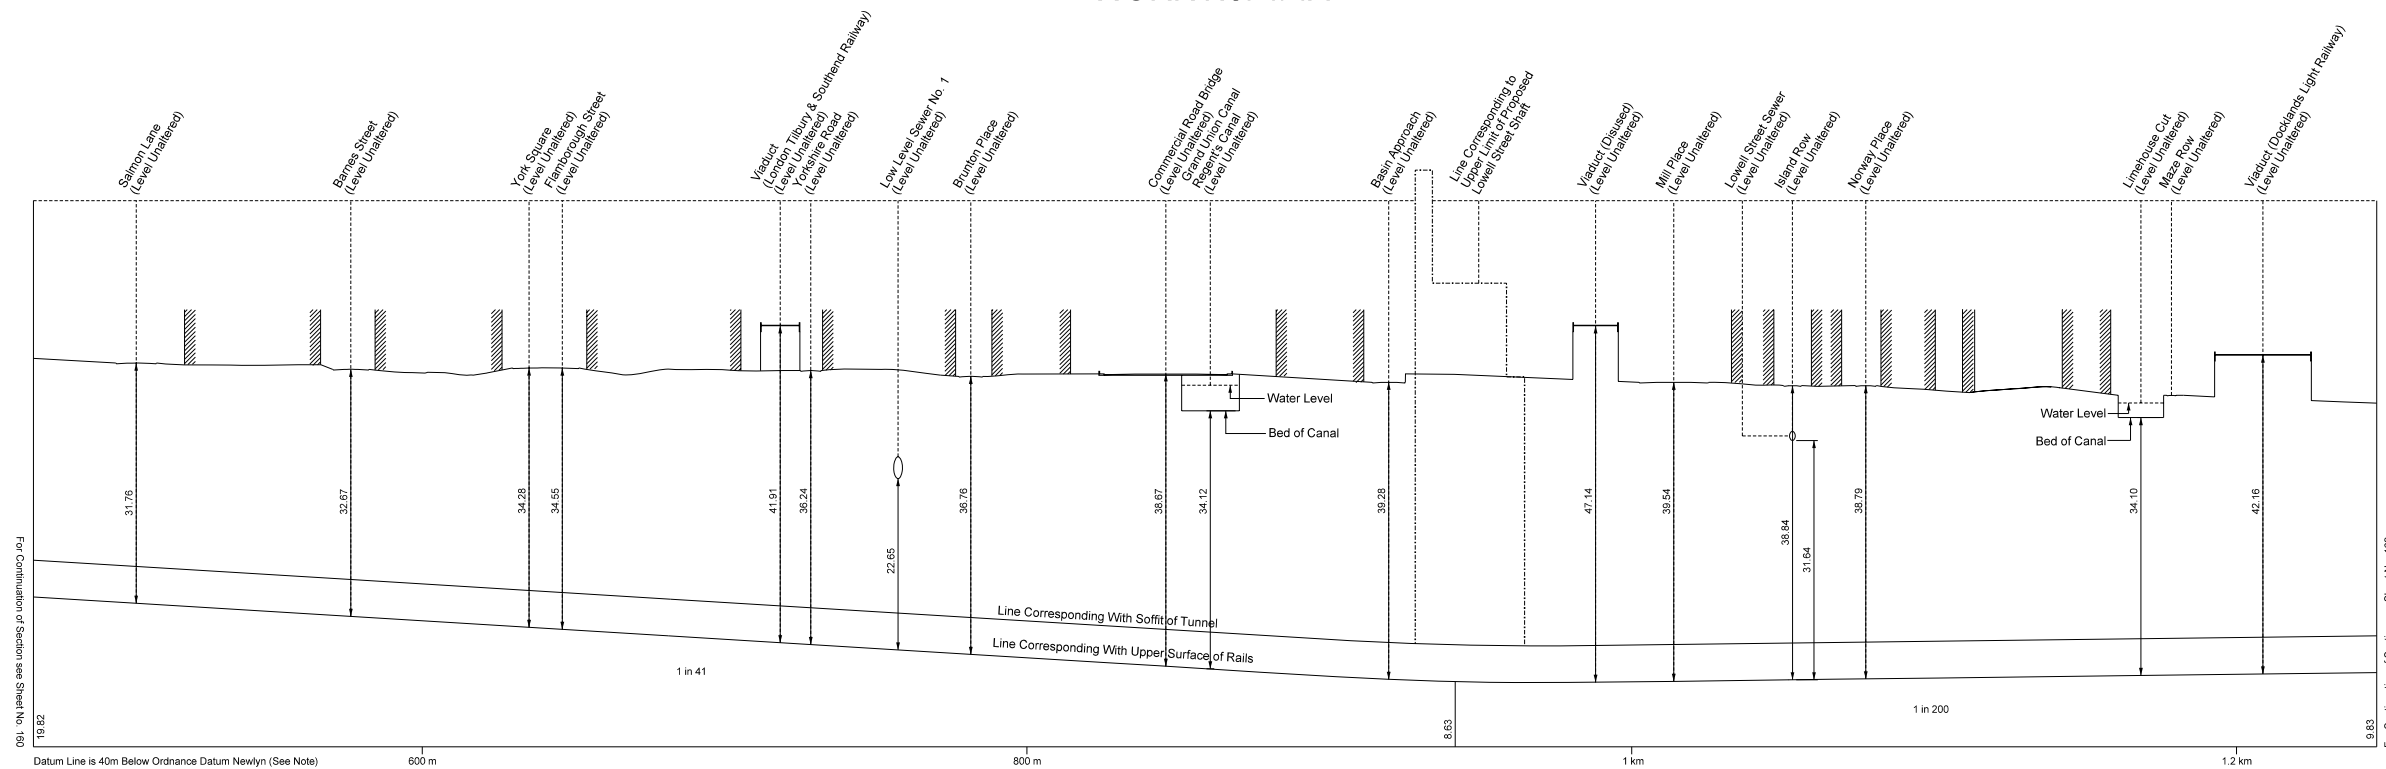 Salmon Lane
(Level Unaltered)
Barnes Street
(Level Unaltered)
York Square
(Level Unaltered)
Flamborough Street
(Level Unaltered)
Viaduct
(London Tilbury & Southend Railway)
(Level Unaltered)
Yorkshire Road
(Level Unaltered)
Low Level Sewer No. 1
(Level Unaltered)
Brunton Place
(Level Unaltered)
Commercial Road Bridge
(Level Unaltered)
Grand Union Canal
Regent's Canal
(Level Unaltered)
Basin Approach
(Level Unaltered)
Line Corresponding to
Upper Limit of Proposed
Lowell Street Shaft
Viaduct (Disused)
(Level Unaltered)
Mill Place
(Level Unaltered)
Lowell Street Sewer
(Level Unaltered)
Island Row
(Level Unaltered)
Norway Place
(Level Unaltered)
Limehouse Cut
(Level Unaltered)
Maze Row
(Level Unaltered)
Viaduct (Docklands Light Railway)
(Level Unaltered)
Water Level
Bed of Canal
Water Level
Bed of Canal
31.76
32.67
34.28
34.55
41.91
36.24
22.65
36.76
38.67
34.12
39.28
47.14
39.54
38.84
31.64
38.79
34.10
42.16
Line Corresponding With Soffit of Tunnel
Line Corresponding With Upper Surface of Rails
1 in 41
1 in 200
For Continuation of Section see Sheet No. 160
19.82
8.63
9.83
Datum Line is 40m Below Ordnance Datum Newlyn (See Note)
600 m
800 m
1 km
1.2 km